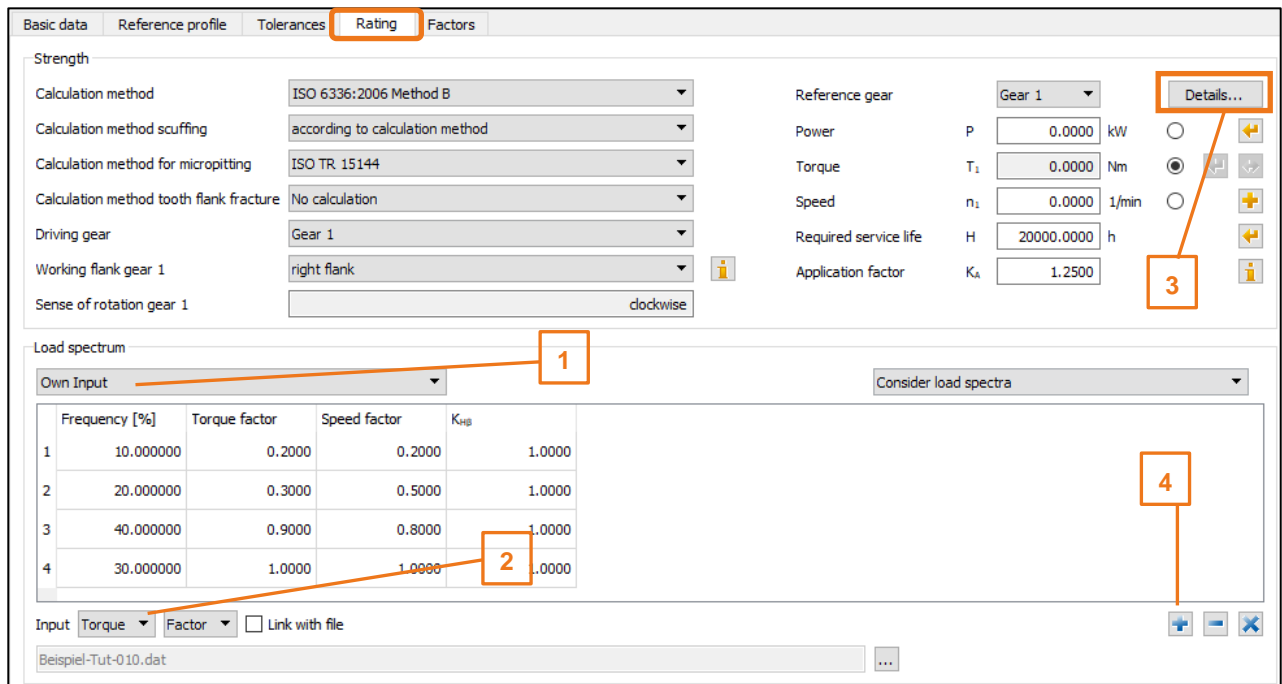 Basic data Reference profile Tolerances Rating Factors
Strength
Calculation method ISO 6336:2006 Method B Reference gear Gear 1 Details...
Calculation method scuffing according to calculation method Power P 0.0000 kW
Calculation method for micropitting ISO TR 15144 Torque T₁ 0.0000 Nm
Calculation method tooth flank fracture No calculation Speed n₁ 0.0000 1/min
Driving gear Gear 1 Required service life H 20000.0000 h
Working flank gear 1 right flank i Application factor Kᴀ 1.2500 i
3
Sense of rotation gear 1 clockwise
Load spectrum
1
Own Input Consider load spectra
Frequency [%] Torque factor Speed factor Kʜß
1 10.000000 0.2000 0.2000 1.0000
2 20.000000 0.3000 0.5000 1.0000
4
3 40.000000 0.9000 0.8000 1.0000
4 30.000000 1.0000 1.0000 1.0000
2
Input Torque Factor Link with file
Beispiel-Tut-010.dat ...